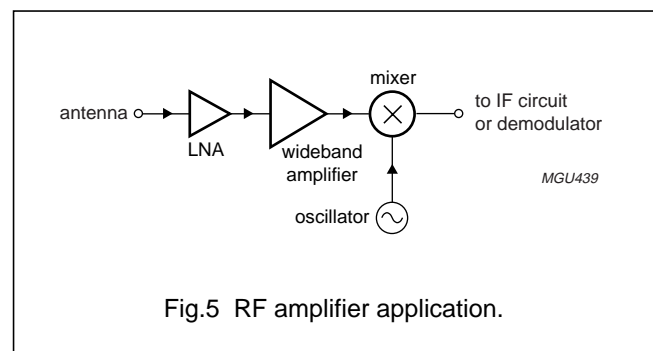 mixer
antenna
to IF circuit
or demodulator
LNA
wideband
amplifier
MGU439
oscillator
Fig.5 RF amplifier application.